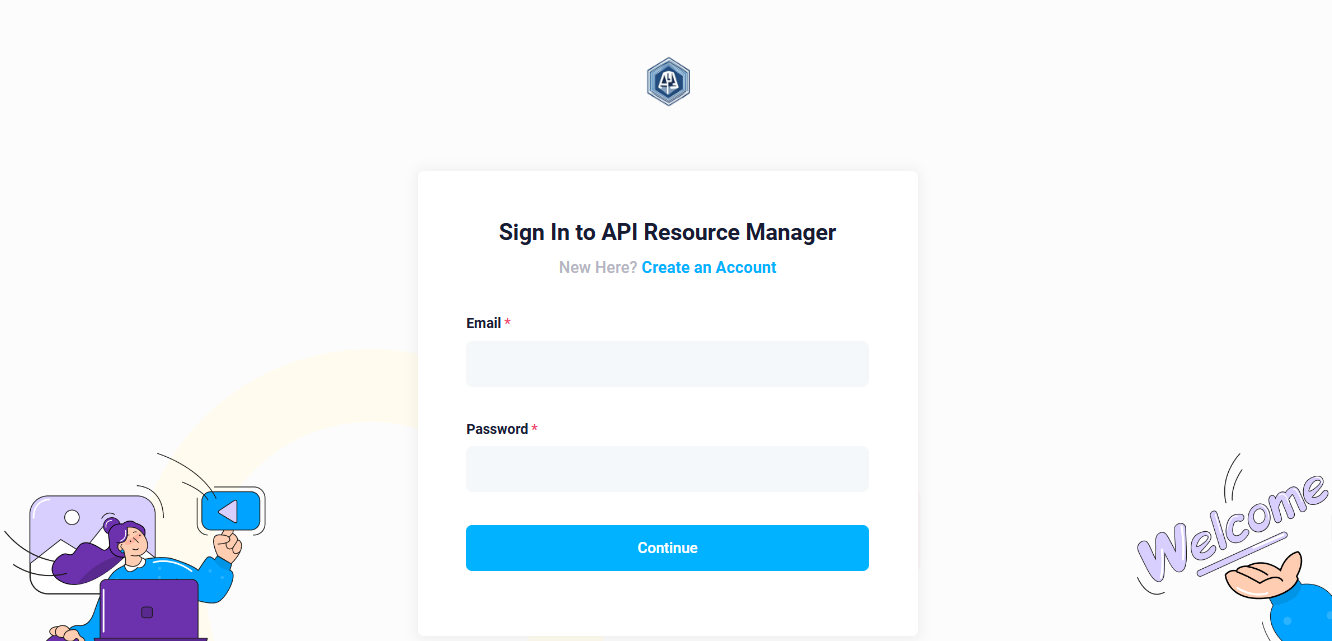 Sign In to API Resource Manager
New Here? Create an Account
Email *
Password *
Continue
Welcome